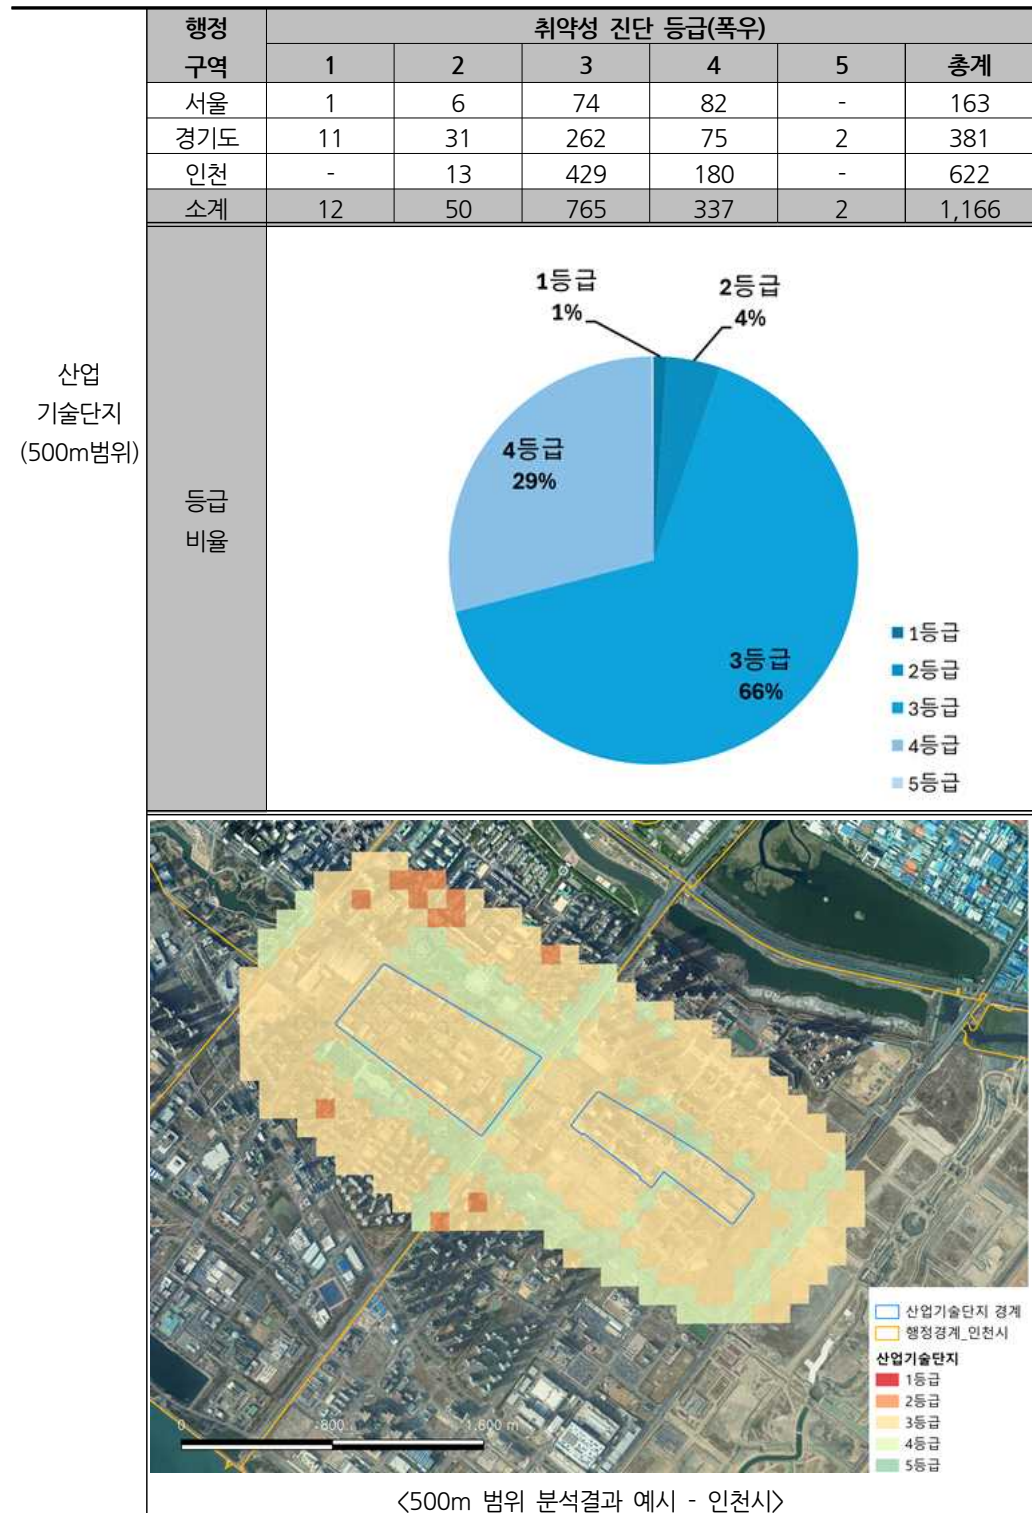 행정 구역 취약성 진단 등급(폭우)
1 2 3 4 5 총계
서울 1 6 74 82 - 163
경기도 11 31 262 75 2 381
인천 - 13 429 180 - 622
소계 12 50 765 337 2 1,166
산업
기술단지
(500m범위)
등급
비율
1등급
1%
2등급
4%
4등급
29%
3등급
66%
1등급
2등급
3등급
4등급
5등급
0 800 1,600 m
산업기술단지 경계
행정경계_인천시
산업기술단지
1등급
2등급
3등급
4등급
5등급
<500m 범위 분석결과 예시 - 인천시>